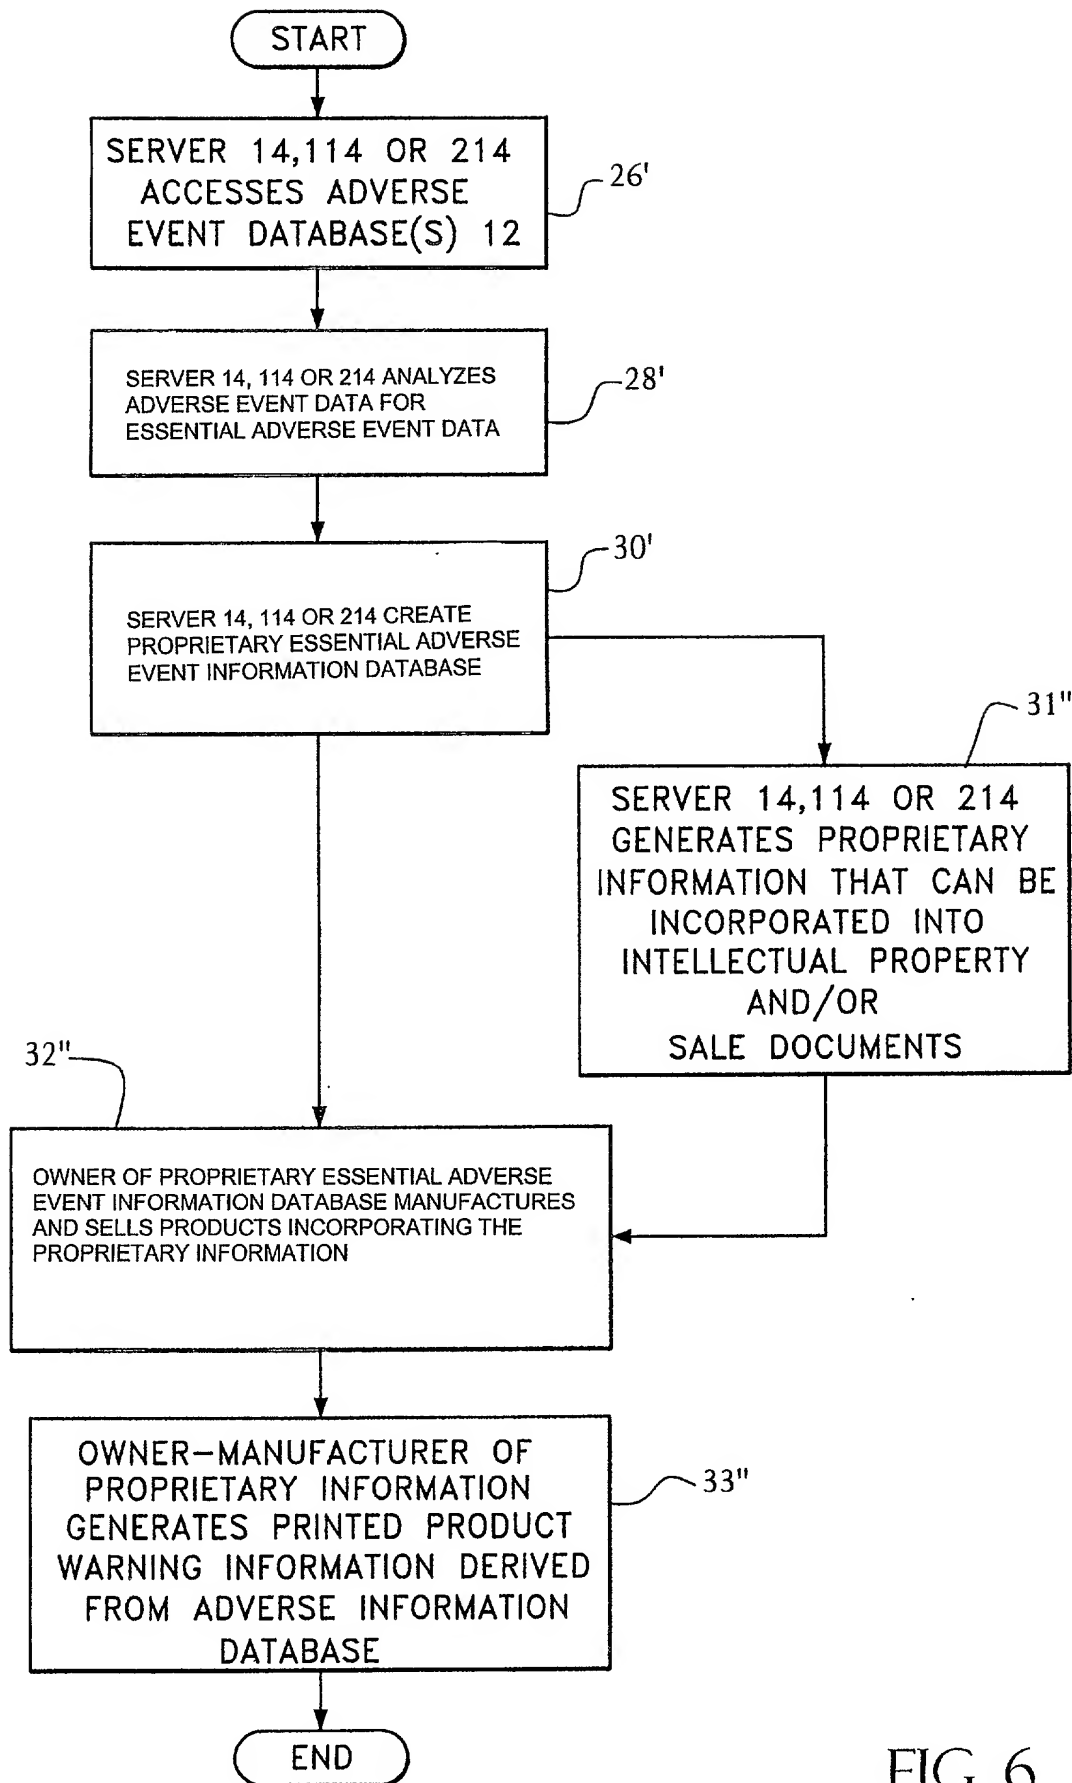 START
SERVER 14,114 OR 214
ACCESSES ADVERSE
EVENT DATABASE(S) 12
26'
SERVER 14, 114 OR 214 ANALYZES
ADVERSE EVENT DATA FOR
ESSENTIAL ADVERSE EVENT DATA
28'
SERVER 14, 114 OR 214 CREATE
PROPRIETARY ESSENTIAL ADVERSE
EVENT INFORMATION DATABASE
30'
31"
SERVER 14,114 OR 214
GENERATES PROPRIETARY
INFORMATION THAT CAN BE
INCORPORATED INTO
INTELLECTUAL PROPERTY
AND/OR
SALE DOCUMENTS
32"
OWNER OF PROPRIETARY ESSENTIAL ADVERSE
EVENT INFORMATION DATABASE MANUFACTURES
AND SELLS PRODUCTS INCORPORATING THE
PROPRIETARY INFORMATION
OWNER-MANUFACTURER OF
PROPRIETARY INFORMATION
GENERATES PRINTED PRODUCT
WARNING INFORMATION DERIVED
FROM ADVERSE INFORMATION
DATABASE
33"
END
FIG. 6